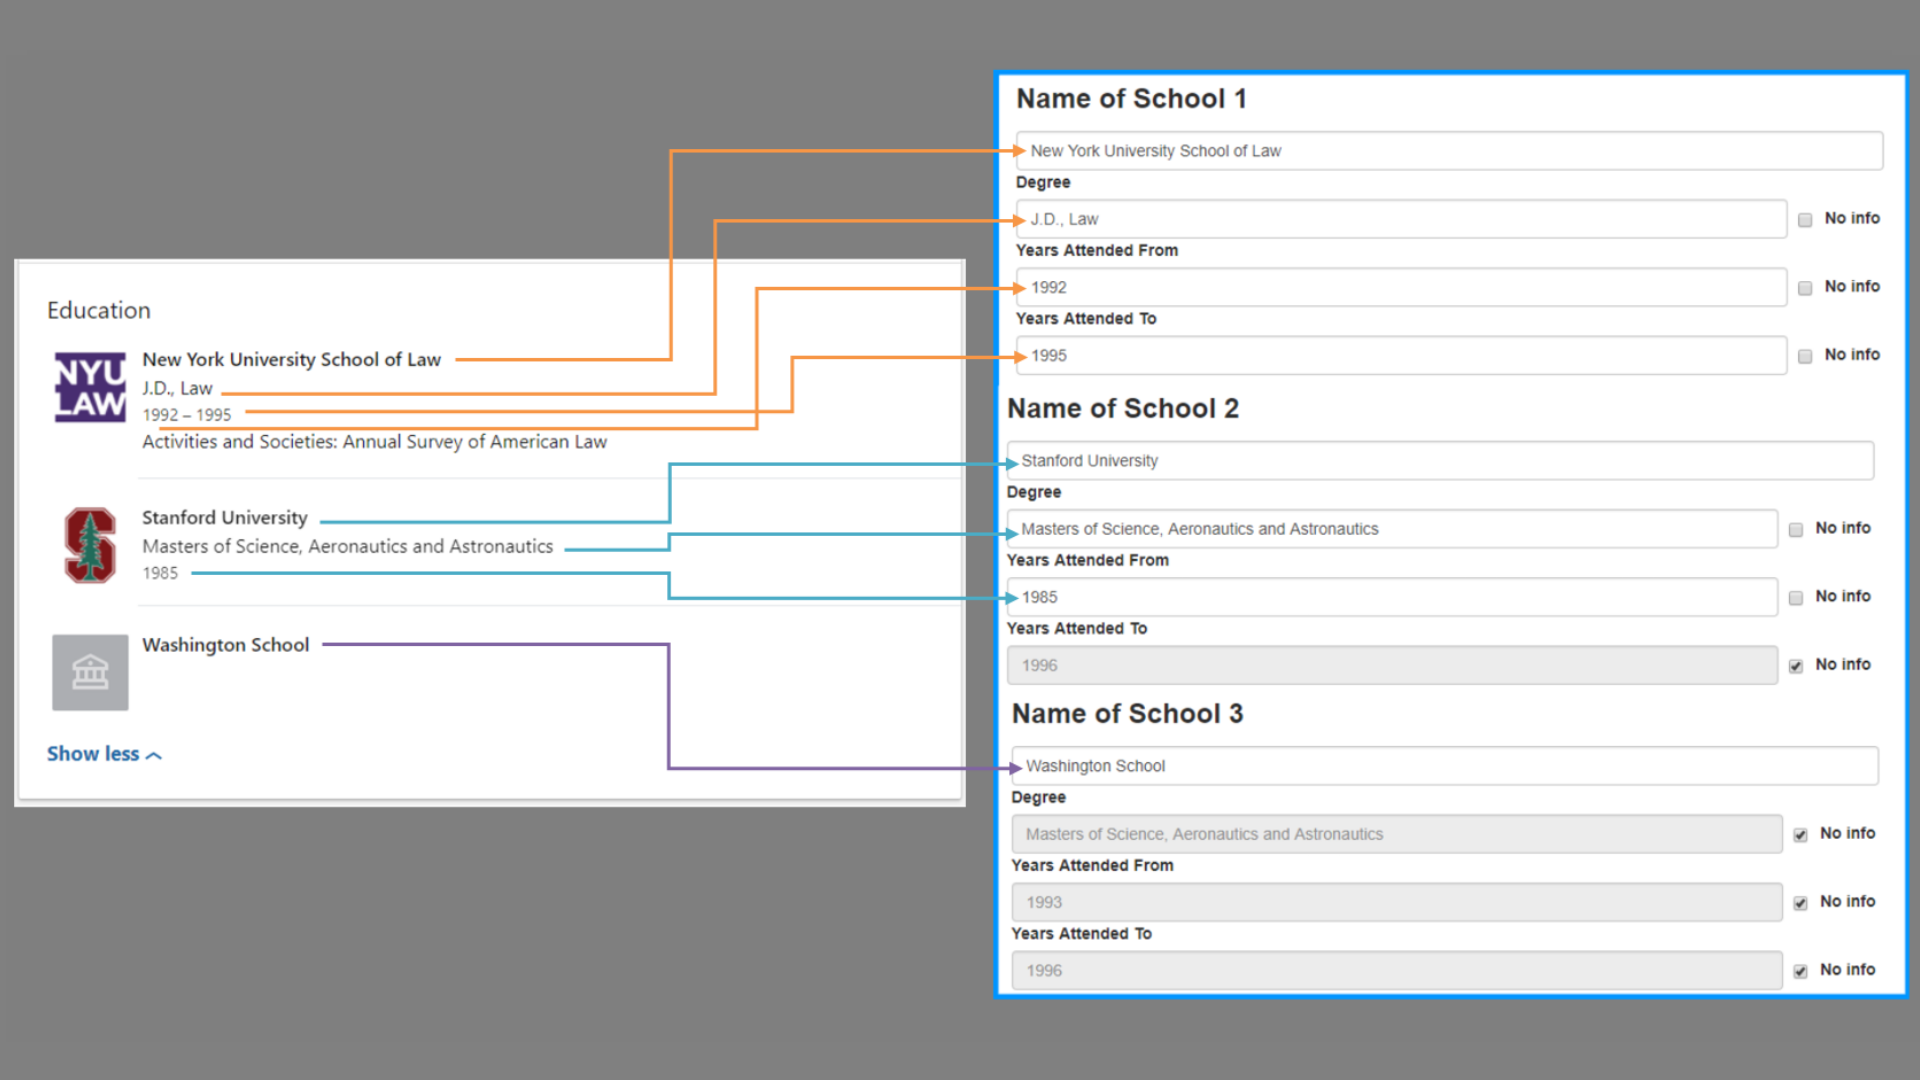 Education
NYU
LAW
New York University School of Law
J.D., Law
1992 – 1995
Activities and Societies: Annual Survey of American Law
Stanford University
Masters of Science, Aeronautics and Astronautics
1985
Washington School
Show less
Name of School 1
New York University School of Law
Degree
J.D., Law
No info
Years Attended From
1992
No info
Years Attended To
1995
No info
Name of School 2
Stanford University
Degree
Masters of Science, Aeronautics and Astronautics
No info
Years Attended From
1985
No info
Years Attended To
1996
No info
Name of School 3
Washington School
Degree
Masters of Science, Aeronautics and Astronautics
No info
Years Attended From
1993
No info
Years Attended To
1996
No info